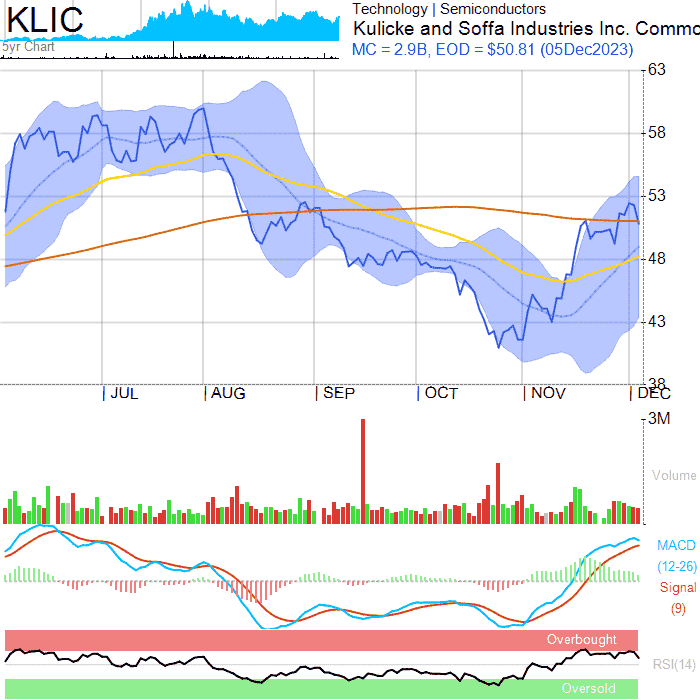 KLIC
5yr Chart
Technology | Semiconductors
Kulicke and Soffa Industries Inc. Commo
MC = 2.9B, EOD = $50.81 (05Dec2023)
63
58
53
48
43
38
JUL
AUG
SEP
OCT
NOV
DEC
3M
Volume
MACD
(12-26)
Signal
(9)
Overbought
RSI(14)
Oversold